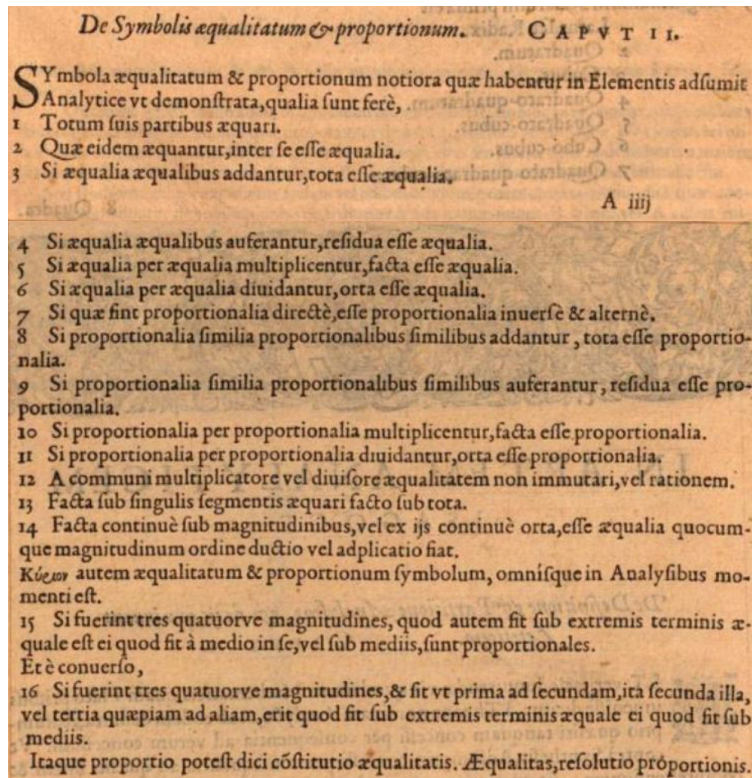 De Symbolis æqualitatum & proportionum. CAPVT II.
SYmbola æqualitatum & proportionum notiora quæ habentur in Elementis adsumit
Analytice vt demonſtrata,qualia ſunt ferè,
1 Totum ſuis partibus æquari.
2 Quæ eidem æquantur,inter ſe eſſe æqualia.
3 Si æqualia æqualibus addantur,tota eſſe æqualia.
A iiij
4 Si æqualia æqualibus auferantur,reſidua eſſe æqualia.
5 Si æqualia per æqualia multiplicentur,facta eſſe æqualia.
6 Si æqualia per æqualia diuidantur,orta eſſe æqualia.
7 Si quæ ſint proportionalia directè,eſſe proportionalia inuerſè & alternè.
8 Si proportionalia ſimilia proportionalibus ſimilibus addantur, tota eſſe proportio-
nalia.
9 Si proportionalia ſimilia proportionalibus ſimilibus auferantur, reſidua eſſe pro-
portionalia.
10 Si proportionalia per proportionalia multiplicentur,facta eſſe proportionalia.
11 Si proportionalia per proportionalia diuidantur,orta eſſe proportionalia.
12 A communi multiplicatore vel diuiſore æqualitatem non immutari,vel rationem.
13 Facta ſub ſingulis ſegmentis æquari facto ſub tota.
14 Facta continuè ſub magnitudinibus,vel ex ijs continuè orta,eſſe æqualia quocum-
que magnitudinum ordine ductio vel adplicatio fiat.
Κύριον autem æqualitatum & proportionum ſymbolum, omníſque in Analyſibus mo-
menti eſt.
15 Si fuerint tres quatuorve magnitudines, quod autem fit ſub extremis terminis æ-
quale eſt ei quod fit à medio in ſe,vel ſub mediis,ſunt proportionales.
Et è conuerſo,
16 Si fuerint tres quatuorve magnitudines,& ſit vt prima ad ſecundam,ita ſecunda illa,
vel tertia quæpiam ad aliam,erit quod fit ſub extremis terminis æquale ei quod fit ſub
mediis.
Itaque proportio poteſt dici cōſtitutio æqualitatis. Æqualitas,reſolutio proportionis.